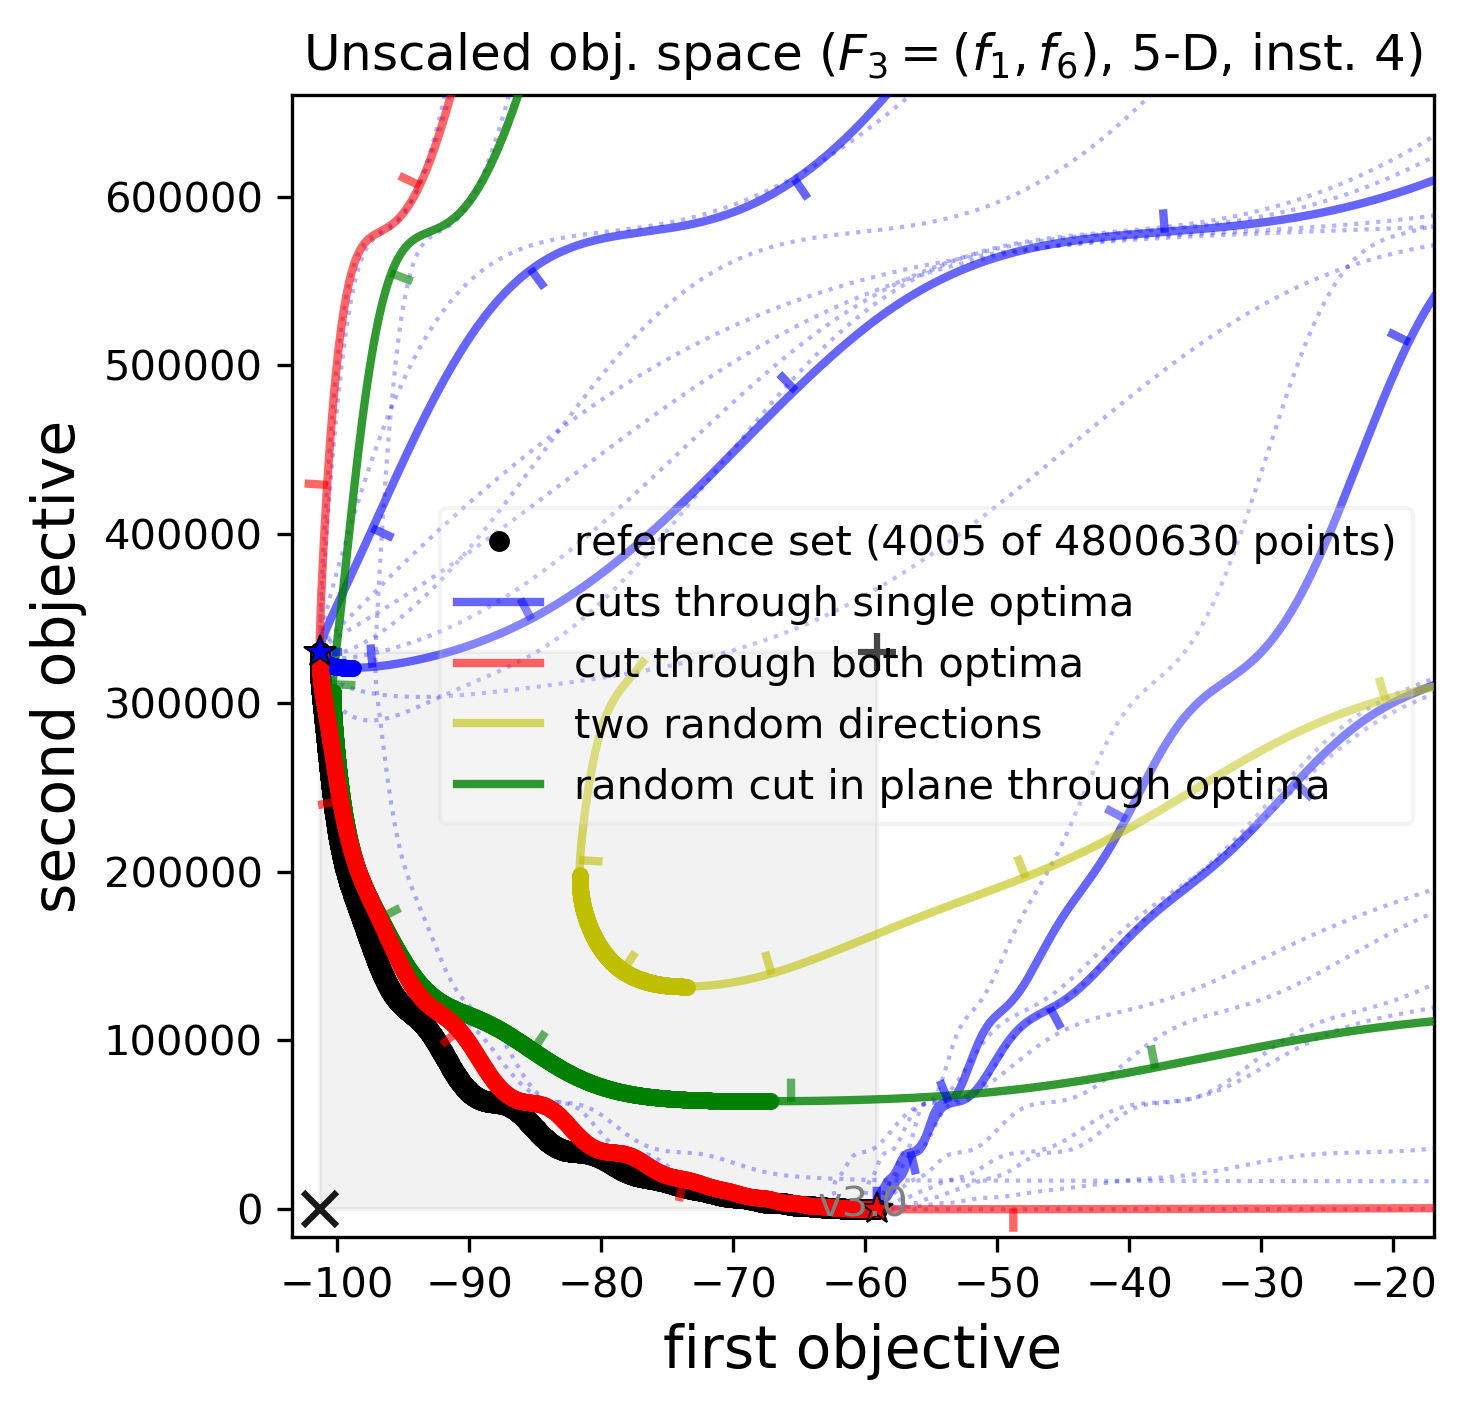 Unscaled obj. space (F₃ = (f₁, f₆), 5-D, inst. 4)
600000
500000
400000
300000
200000
100000
0
second objective
reference set (4005 of 4800630 points)
cuts through single optima
cut through both optima
two random directions
random cut in plane through optima
v3.0
−100
−90
−80
−70
−60
−50
−40
−30
−20
first objective